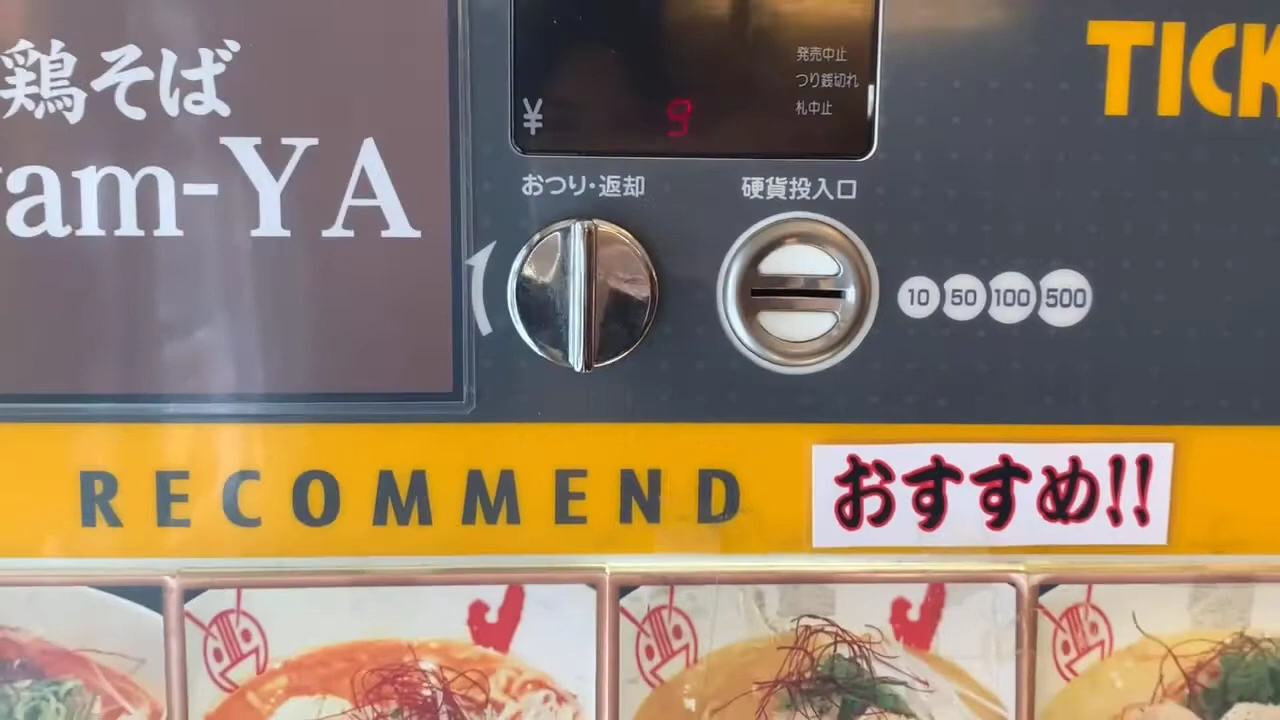 鶏そば
am-YA
発売中止
つり銭切れ
札中止
¥ 9
おつり・返却
硬貨投入口
10 50 100 500
TICK
RECOMMEND
おすすめ!!